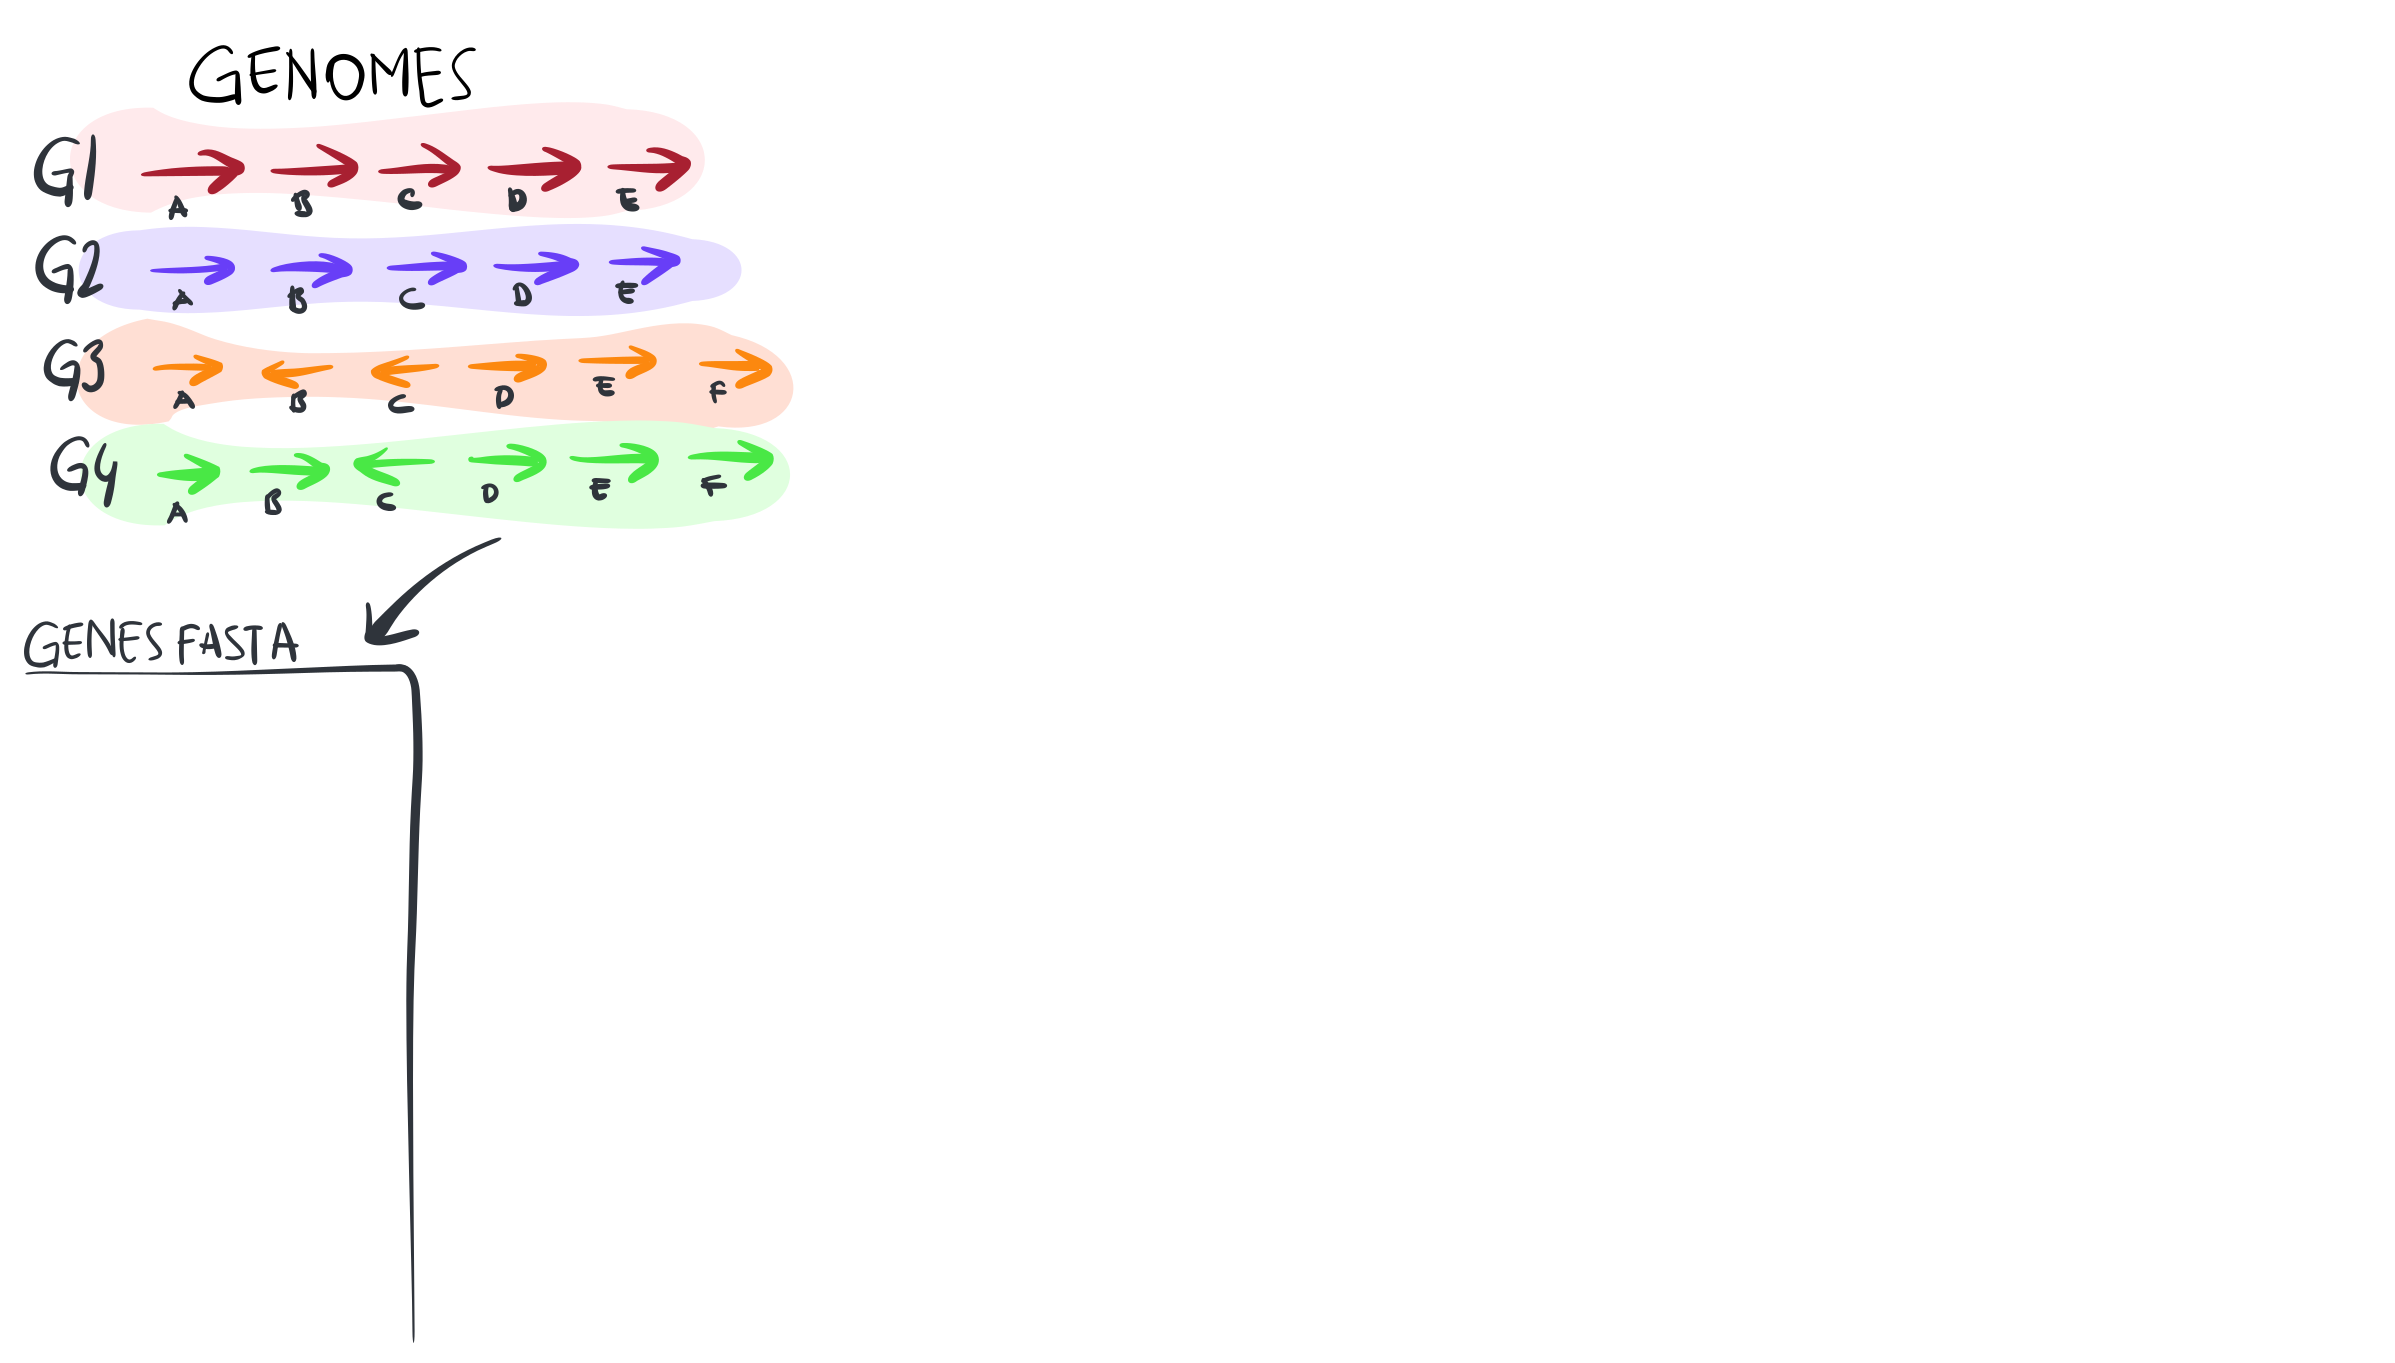 GENOMES
G1
A B C D E
G2
A B C D E
G3
A B C D E F
G4
A B C D E F
GENES FASTA